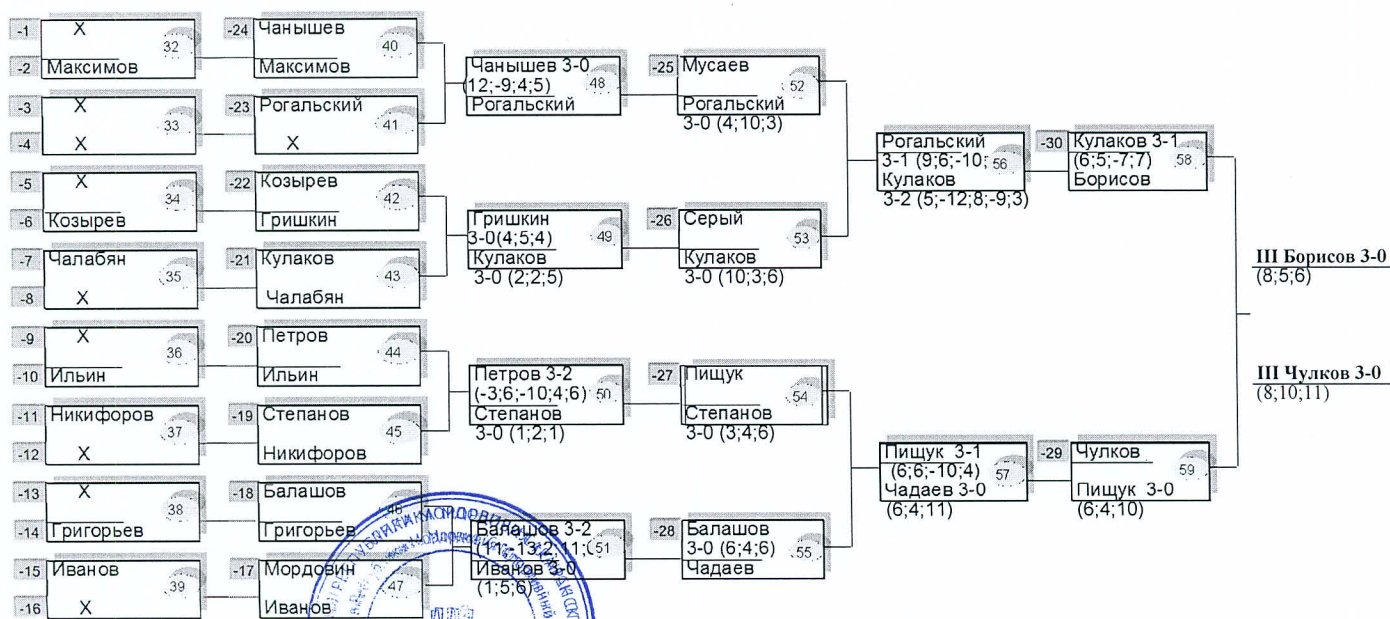 -1 X 32
-2 Максимов
-3 X 33
-4 X
-5 X 34
-6 Козырев
-7 Чалабян 35
-8 X
-9 X 36
-10 Ильин
-11 Никифоров 37
-12 X
-13 X 38
-14 Григорьев
-15 Иванов 39
-16 X
-24 Чанышев 40
Максимов
-23 Рогальский 41
X
-22 Козырев 42
Гришкин
-21 Кулаков 43
Чалабян
-20 Петров 44
Ильин
-19 Степанов 45
Никифоров
-18 Балашов 46
Григорьев
-17 Мордовин 47
Иванов
Чанышев 3-0
(12;-9;4;5) 48
Рогальский
Гришкин
3-0(4;5;4) 49
Кулаков
3-0 (2;2;5)
Петров 3-2
(-3;6;-10;4;6) 50
Степанов
3-0 (1;2;1)
Балашов 3-2
51
Иванов 3-0
(1;5;6)
-25 Мусаев 52
Рогальский
3-0 (4;10;3)
-26 Серый 53
Кулаков
3-0 (10;3;6)
-27 Пищук 54
Степанов
3-0 (3;4;6)
-28 Балашов
3-0 (6;4;6) 55
Чадаев
Рогальский
3-1 (9;6;-10; 56
Кулаков
3-2 (5;-12;8;-9;3)
Пищук 3-1
(6;6;-10;4) 57
Чадаев 3-0
(6;4;11)
-30 Кулаков 3-1
(6;5;-7;7) 58
Борисов
-29 Чулков 59
Пищук 3-0
(6;4;10)
III Борисов 3-0
(8;5;6)
III Чулков 3-0
(8;10;11)